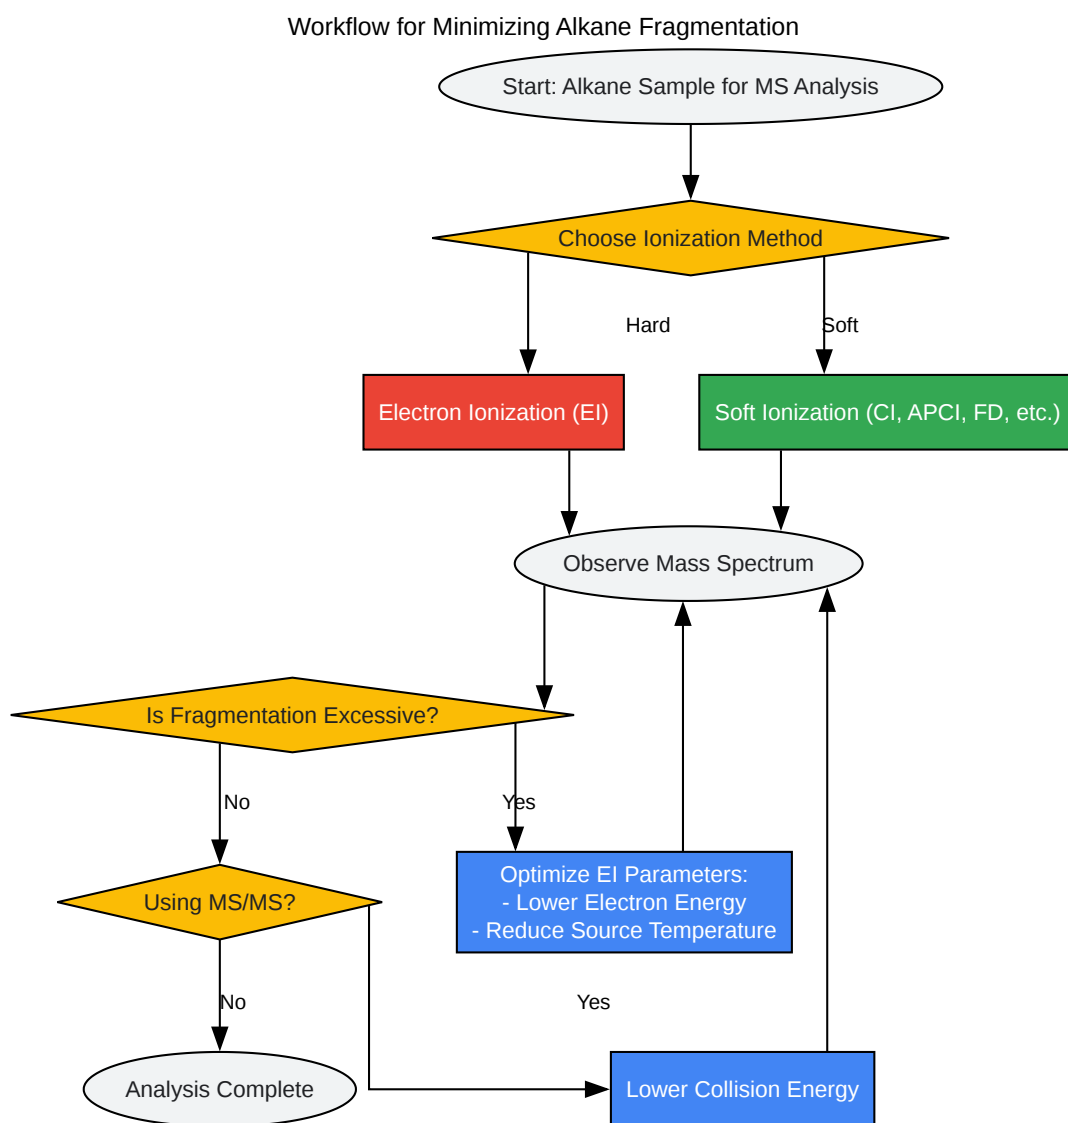 Workflow for Minimizing Alkane Fragmentation
Start: Alkane Sample for MS Analysis
Choose Ionization Method
Hard
Soft
Electron Ionization (EI)
Soft Ionization (CI, APCI, FD, etc.)
Observe Mass Spectrum
Is Fragmentation Excessive?
No
Yes
Optimize EI Parameters:
- Lower Electron Energy
- Reduce Source Temperature
Using MS/MS?
No
Yes
Analysis Complete
Lower Collision Energy